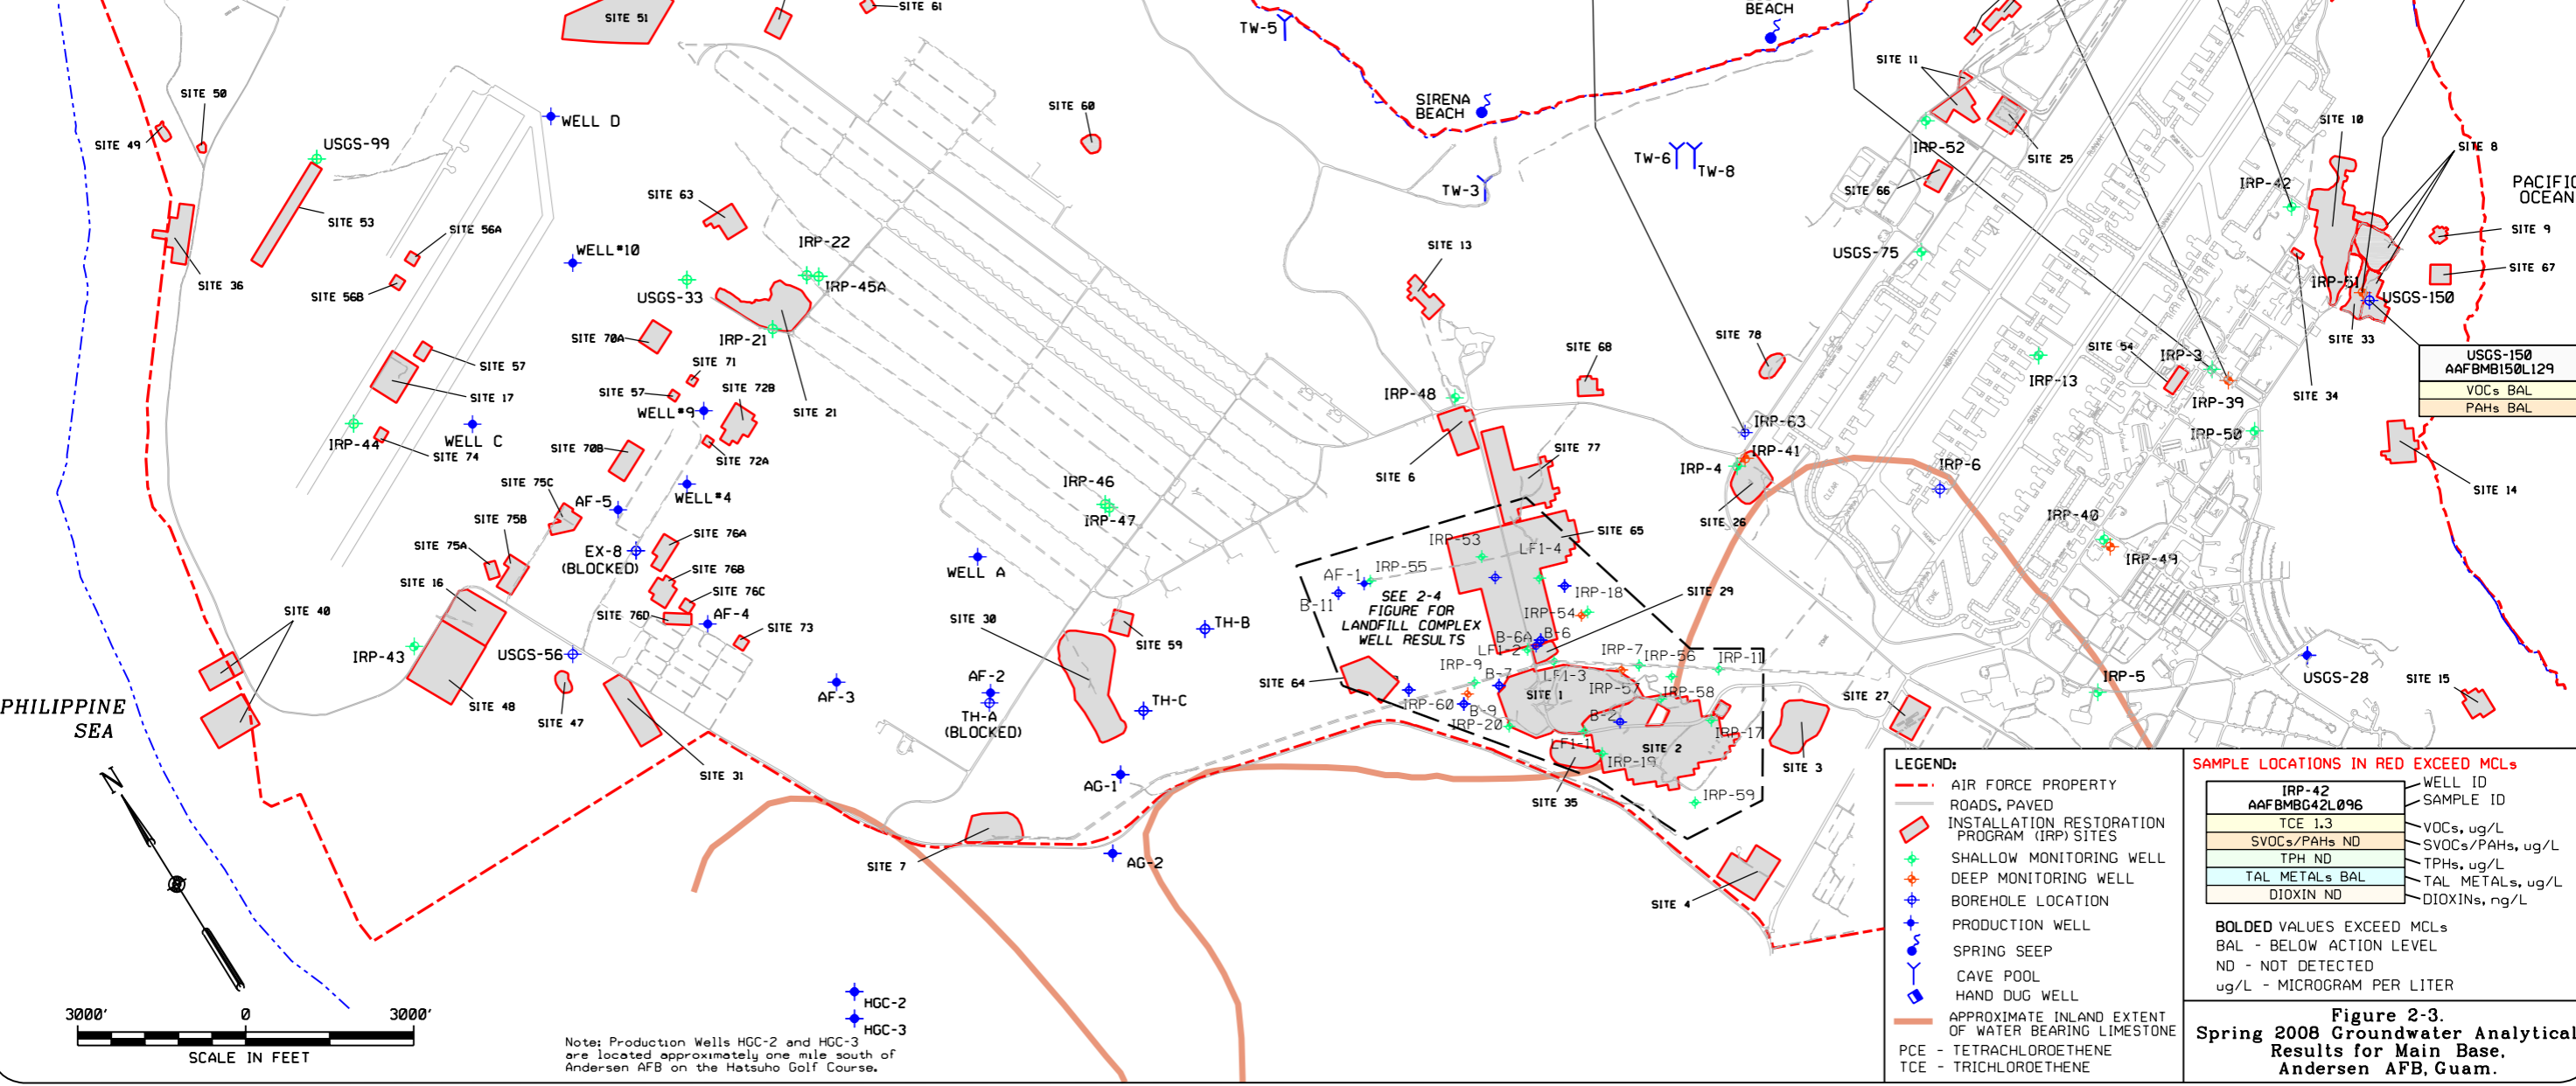 SITE 51
SITE 61
TW-5
BEACH
SITE 50
SITE 49
USGS-99
WELL D
SITE 60
SIRENA
BEACH
TW-6
TW-8
TW-3
SITE 11
SITE 25
IRP-52
SITE 66
SITE 10
SITE 8
IRP-42
PACIFIC
OCEAN
SITE 9
SITE 67
SITE 53
SITE 56A
SITE 56B
SITE 36
SITE 63
WELL#10
IRP-22
USGS-33
IRP-45A
SITE 13
USGS-75
IRP-51
USGS-150
SITE 33
SITE 34
SITE 70A
IRP-21
SITE 71
SITE 57
SITE 57
SITE 72B
SITE 17
WELL#9
SITE 21
IRP-44
WELL C
SITE 74
SITE 70B
SITE 72A
SITE 68
SITE 78
IRP-48
SITE 54
IRP-3
IRP-13
IRP-39
IRP-50
USGS-150
AAFBMB150L129
VOCs BAL
PAHs BAL
SITE 6
SITE 77
IRP-63
IRP-41
IRP-4
SITE 26
IRP-6
SITE 14
SITE 75C
AF-5
WELL#4
IRP-46
IRP-47
SITE 75B
SITE 75A
EX-8
(BLOCKED)
SITE 76A
SITE 76B
SITE 76C
SITE 76D
AF-4
WELL A
SITE 16
SITE 65
IRP-53
LF1-4
IRP-40
IRP-49
AF-1
IRP-55
B-11
IRP-18
IRP-54
SITE 29
SEE 2-4
FIGURE FOR
LANDFILL COMPLEX
WELL RESULTS
SITE 40
IRP-43
USGS-56
SITE 73
SITE 30
SITE 59
TH-B
B-6A
B-6
LF1-2
IRP-9
B-7
IRP-7
IRP-56
IRP-11
LF1-3
IRP-57
IRP-58
SITE 64
SITE 1
IRP-60
B-9
IRP-20
B-2
IRP-17
LF1-1
SITE 2
IRP-19
SITE 35
IRP-59
SITE 3
SITE 27
IRP-5
USGS-28
SITE 15
PHILIPPINE
SEA
SITE 48
SITE 47
SITE 31
AF-3
AF-2
TH-A
(BLOCKED)
TH-C
AG-1
SITE 7
AG-2
SITE 4
N
HGC-2
HGC-3
3000'
0
3000'
SCALE IN FEET
Note: Production Wells HGC-2 and HGC-3
are located approximately one mile south of
Andersen AFB on the Hatsuho Golf Course.
LEGEND:
AIR FORCE PROPERTY
ROADS, PAVED
INSTALLATION RESTORATION
PROGRAM (IRP) SITES
SHALLOW MONITORING WELL
DEEP MONITORING WELL
BOREHOLE LOCATION
PRODUCTION WELL
SPRING SEEP
CAVE POOL
HAND DUG WELL
APPROXIMATE INLAND EXTENT
OF WATER BEARING LIMESTONE
PCE - TETRACHLOROETHENE
TCE - TRICHLOROETHENE
SAMPLE LOCATIONS IN RED EXCEED MCLs
IRP-42
AAFBMBG42L096
TCE 1.3
SVOCs/PAHs ND
TPH ND
TAL METALs BAL
DIOXIN ND
WELL ID
SAMPLE ID
VOCs, ug/L
SVOCs/PAHs, ug/L
TPHs, ug/L
TAL METALs, ug/L
DIOXINs, ng/L
BOLDED VALUES EXCEED MCLs
BAL - BELOW ACTION LEVEL
ND - NOT DETECTED
ug/L - MICROGRAM PER LITER
Figure 2-3.
Spring 2008 Groundwater Analytical
Results for Main Base,
Andersen AFB, Guam.